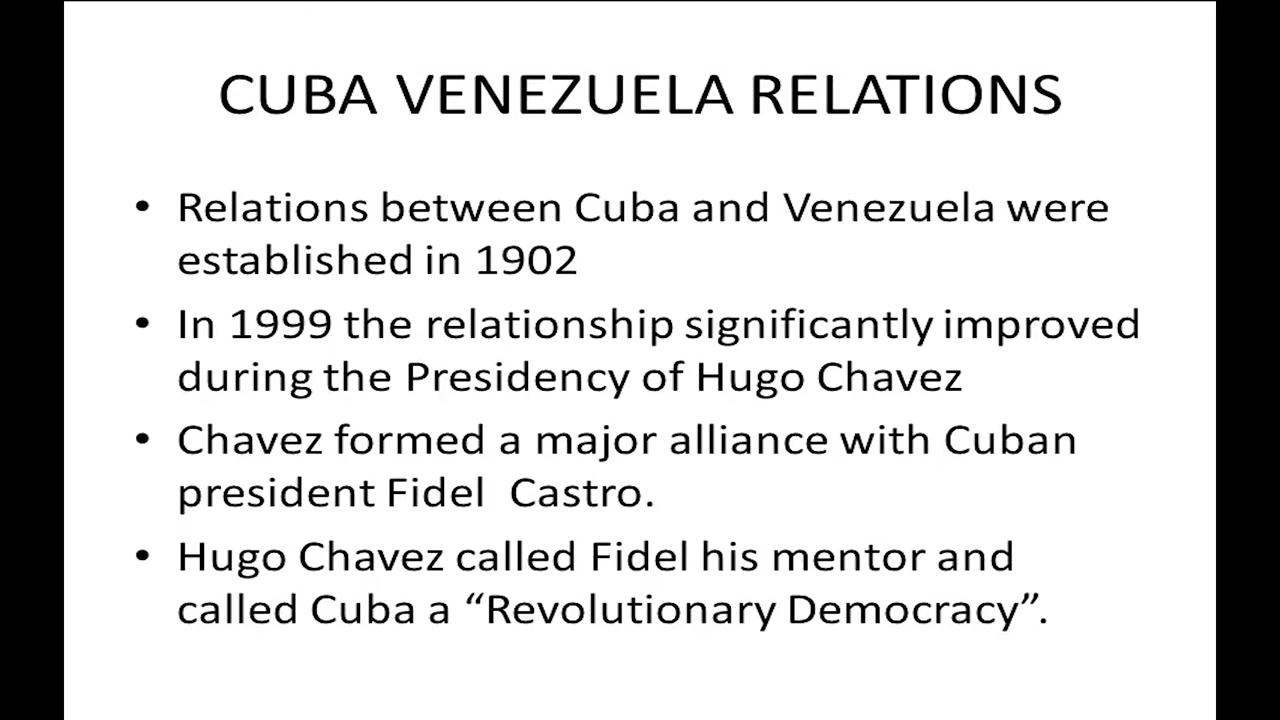 CUBA VENEZUELA RELATIONS
• Relations between Cuba and Venezuela were
established in 1902
• In 1999 the relationship significantly improved
during the Presidency of Hugo Chavez
• Chavez formed a major alliance with Cuban
president Fidel  Castro.
• Hugo Chavez called Fidel his mentor and
called Cuba a “Revolutionary Democracy”.